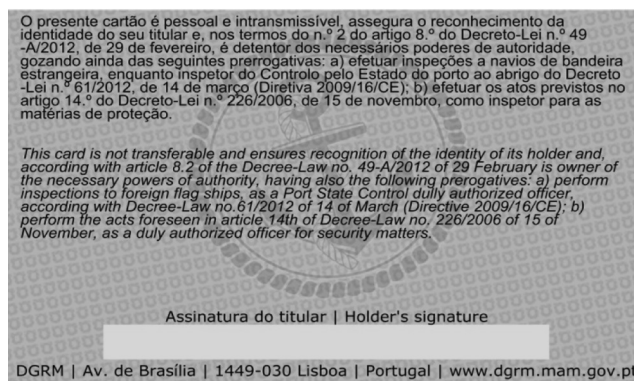 O presente cartão é pessoal e intransmissível, assegura o reconhecimento da
identidade do seu titular e, nos termos do n.º 2 do artigo 8.º do Decreto-Lei n.º 49
-A/2012, de 29 de fevereiro, é detentor dos necessários poderes de autoridade,
gozando ainda das seguintes prerrogativas: a) efetuar inspeções a navios de bandeira
estrangeira, enquanto inspetor do Controlo pelo Estado do porto ao abrigo do Decreto
-Lei n.º 61/2012, de 14 de março (Diretiva 2009/16/CE); b) efetuar os atos previstos no
artigo 14.º do Decreto-Lei n.º 226/2006, de 15 de novembro, como inspetor para as
matérias de proteção.
This card is not transferable and ensures recognition of the identity of its holder and,
according with article 8.2 of the Decree-Law no. 49-A/2012 of 29 February is owner of
the necessary powers of authority, having also the following prerogatives: a) perform
inspections to foreign flag ships, as a Port State Control dully authorized officer,
according with Decree-Law no.61/2012 of 14 of March (Directive 2009/16/CE); b)
perform the acts foreseen in article 14th of Decree-Law no. 226/2006 of 15 of
November, as a duly authorized officer for security matters.
Assinatura do titular | Holder's signature
DGRM | Av. de Brasília | 1449-030 Lisboa | Portugal | www.dgrm.mam.gov.pt